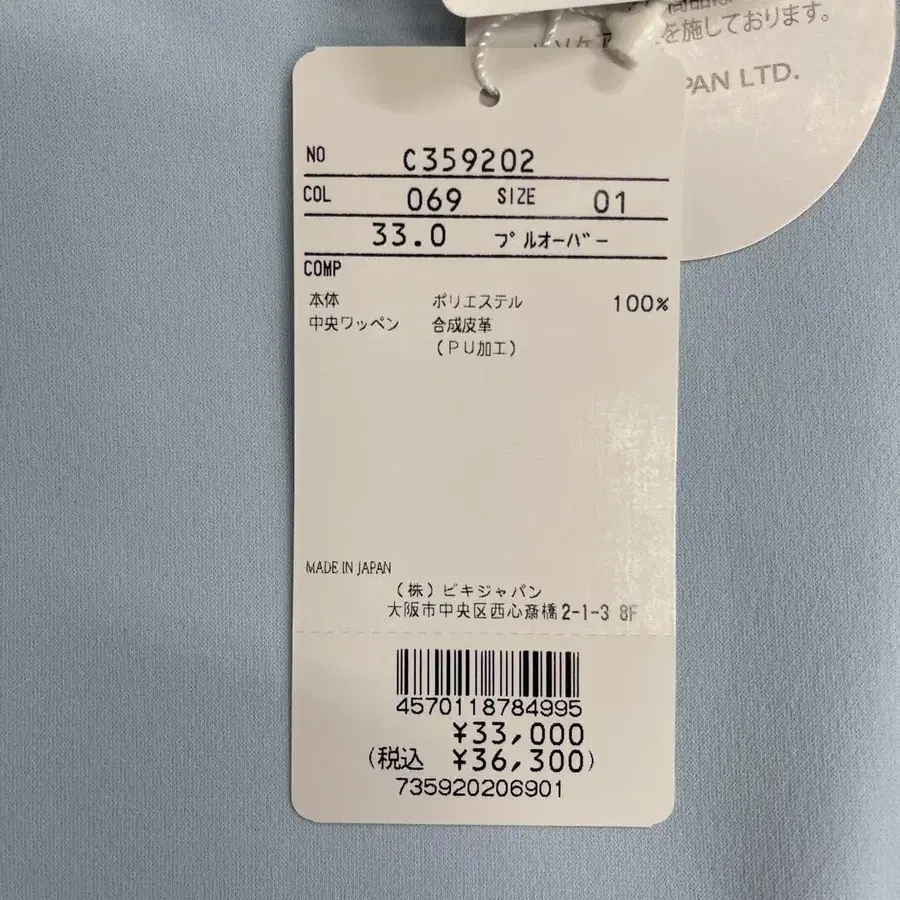 を施しております。
PAN LTD.
NO C359202
COL 069 SIZE 01
33.0 プルオーバー
COMP
本体 ポリエステル 100%
中央ワッペン 合成皮革
(PU加工)
MADE IN JAPAN
(株)ビキジャパン
大阪市中央区西心斎橋2-1-3 8F
4570118784995
¥33,000
(税込 ¥36,300)
735920206901